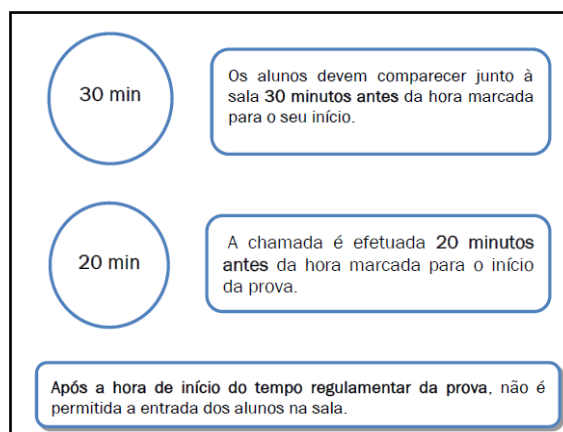 30 min
Os alunos devem comparecer junto à
sala 30 minutos antes da hora marcada
para o seu início.
20 min
A chamada é efetuada 20 minutos
antes da hora marcada para o início
da prova.
Após a hora de início do tempo regulamentar da prova, não é
permitida a entrada dos alunos na sala.